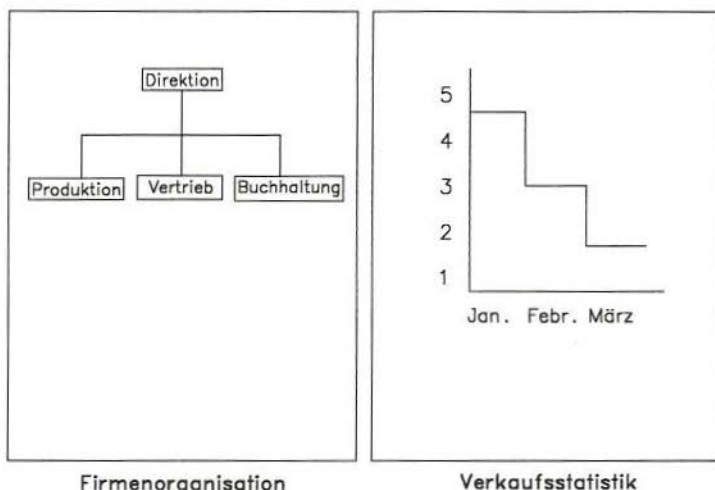 Direktion
Produktion
Vertrieb
Buchhaltung
Firmenorganisation
5
4
3
2
1
Jan. Febr. März
Verkaufsstatistik